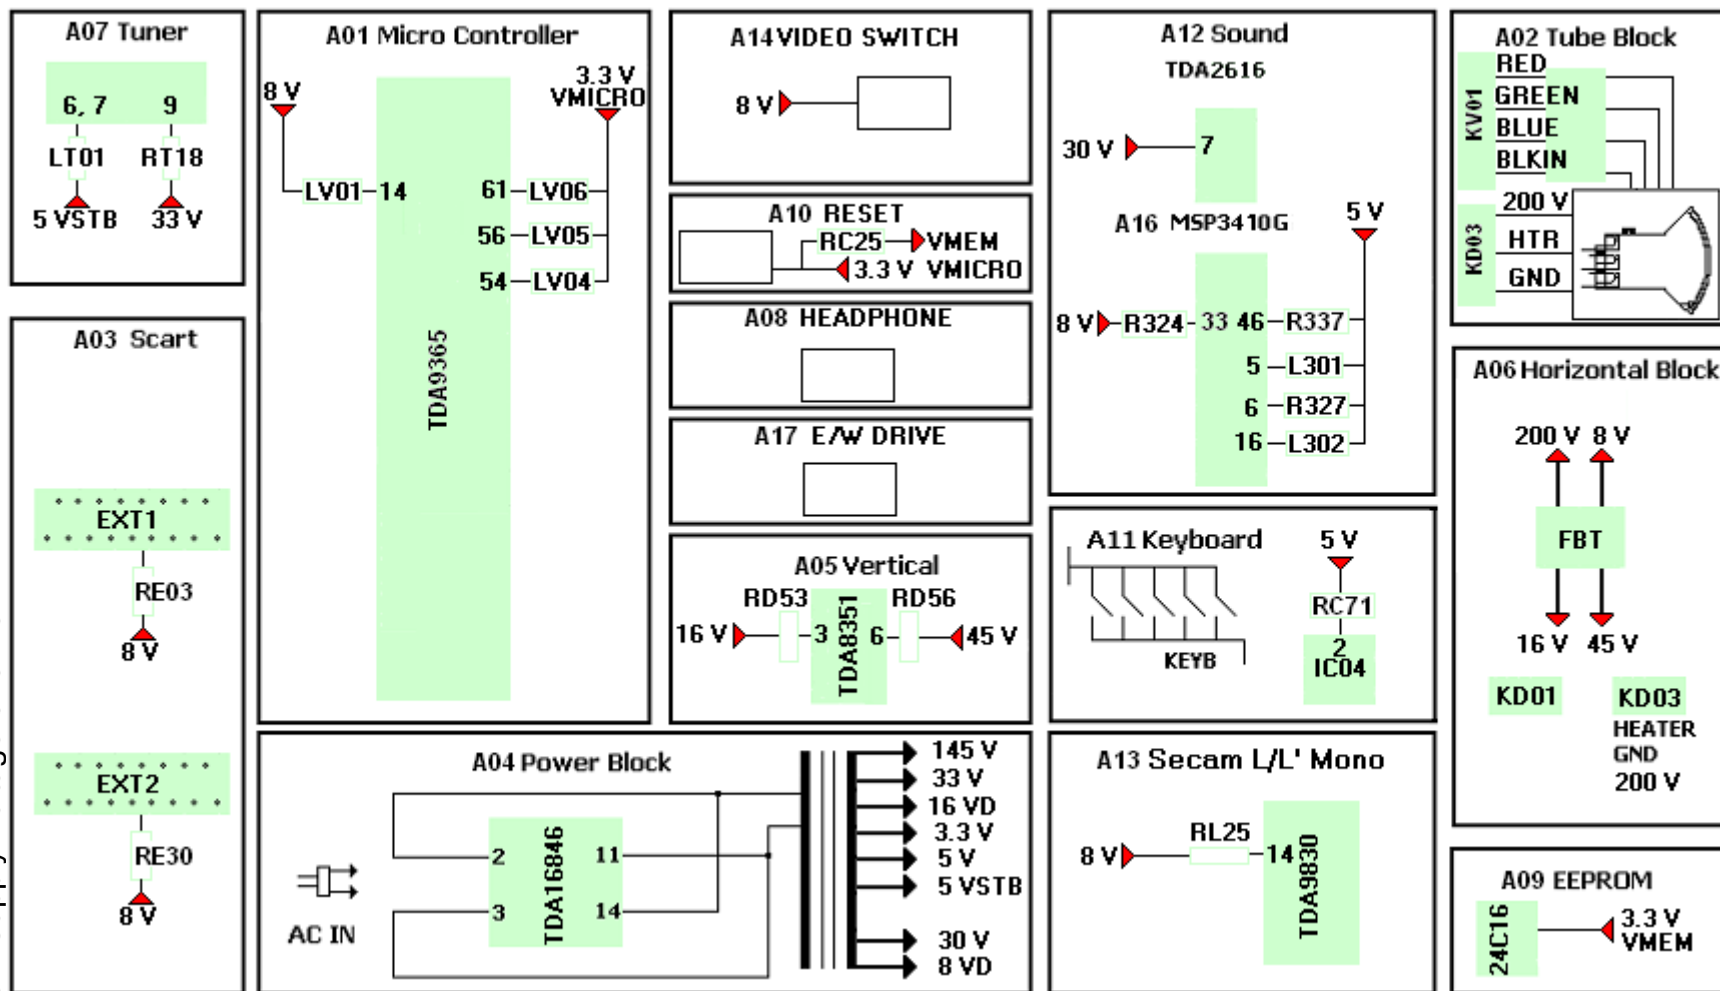 A07 Tuner
6, 7 9
LT01 RT18
5 VSTB 33 V
A01 Micro Controller
8 V
3.3 V
VMICRO
LV01 14
61 LV06
56 LV05
54 LV04
TDA9365
A14 VIDEO SWITCH
8 V
A10 RESET
RC25 VMEM
3.3 V VMICRO
A08 HEADPHONE
A17 E/W DRIVE
A05 Vertical
RD53 RD56
16 V 3 TDA8351 6 45 V
A12 Sound
TDA2616
30 V 7
A16 MSP3410G
5 V
8 V R324 33 46 R337
5 L301
6 R327
16 L302
A11 Keyboard
5 V
RC71
2
IC04
KEYB
A02 Tube Block
KV01
RED
GREEN
BLUE
BLKIN
KD03
200 V
HTR
GND
A06 Horizontal Block
200 V 8 V
FBT
16 V 45 V
KD01 KD03
HEATER
GND
200 V
A03 Scart
EXT1
RE03
8 V
EXT2
RE30
8 V
A04 Power Block
AC IN
2 11
3 14
TDA16846
145 V
33 V
16 VD
3.3 V
5 V
5 VSTB
30 V
8 VD
A13 Secam L/L' Mono
8 V RL25 14 TDA9830
A09 EEPROM
24C16
3.3 V
VMEM